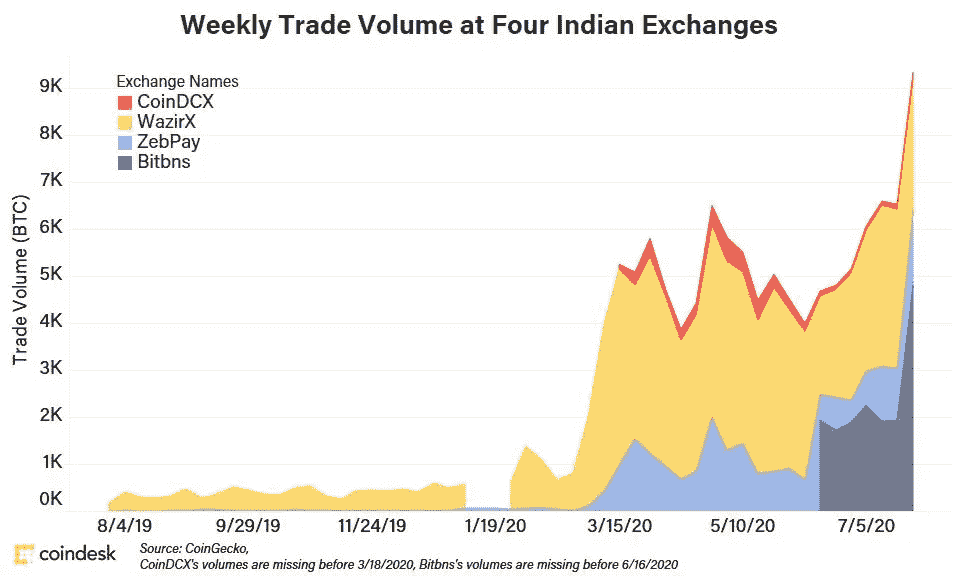 Weekly Trade Volume at Four Indian Exchanges
Exchange Names
CoinDCX
WazirX
ZebPay
Bitbns
Trade Volume (BTC)
9K
8K
7K
6K
5K
4K
3K
2K
1K
0K
8/4/19 9/29/19 11/24/19 1/19/20 3/15/20 5/10/20 7/5/20
coindesk
Source: CoinGecko,
CoinDCX's volumes are missing before 3/18/2020, Bitbns's volumes are missing before 6/16/2020